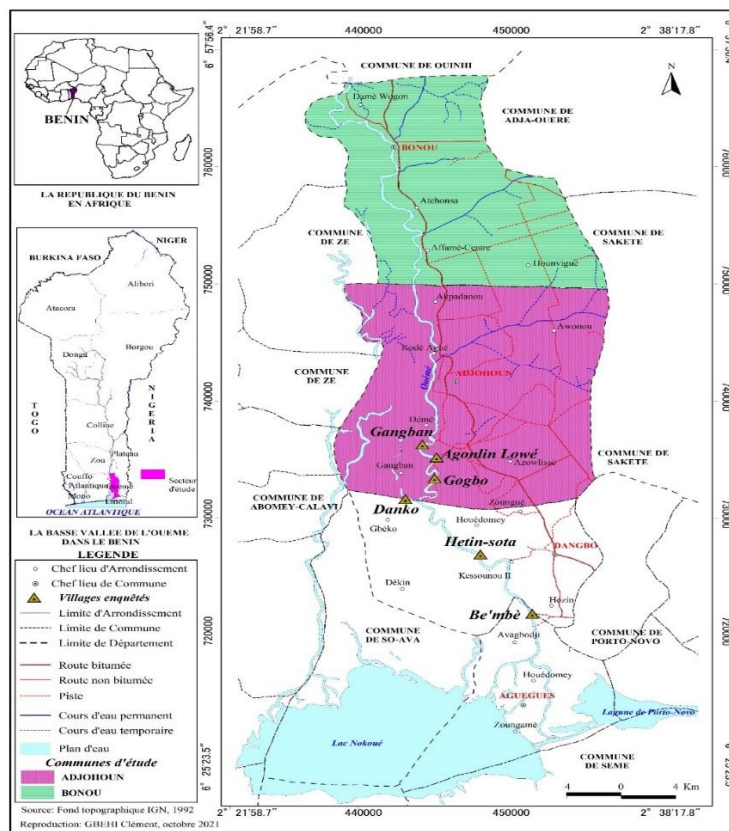 BENIN
LA REPUBLIQUE DU BENIN
EN AFRIQUE
BURKINA FASO
NIGER
Alibori
Atacora
Borgou
Donga
TOGO
NIGERIA
Colline
Zou
Plateau
Couffo
Atlantique
Ouémé
Mono
Littoral
Secteur
d'étude
OCEAN ATLANTIQUE
LA BASSE VALLEE DE L'OUEME
DANS LE BENIN
LEGENDE
Chef lieu d'Arrondissement
Chef lieu de Commune
Villages enquêtés
Limite d'Arrondissement
Limite de Commune
Limite de Département
Route bitumée
Route non bitumée
Piste
Cours d'eau permanent
Cours d'eau temporaire
Plan d'eau
Communes d'étude
ADJOHOUN
BONOU
Source: Fond topographique IGN, 1992
Reproduction: GBEHI Clément, octobre 2021
2° 21'58.7"
440000
450000
2° 38'17.8"
6° 57'56.4"
760000
750000
740000
730000
720000
6° 25'23.5"
COMMUNE DE OUINHI
Damè Wogon
COMMUNE DE
ADJA-OUERE
BONOU
Atchonsa
COMMUNE
DE ZE
Affamè-Centre
COMMUNE DE
SAKETE
Hounviguè
Akpadanou
Awonou
Kodé Agué
COMMUNE
DE ZE
Ouémé
ADJOHOUN
Dèmè
Gangban
Agonlin Lowé
Gangban
Azowlissè
COMMUNE DE
SAKETE
Gogbo
COMMUNE DE
ABOMEY-CALAVI
Danko
Zoungué
Gbéko
Houédomey
Hetin-sota
DANGBO
Kessounou II
Dékin
Be'mbè
Hozin
COMMUNE
DE SO-AVA
Avagbodji
COMMUNE DE
PORTO-NOVO
Houédomey
AGUEGUES
Lagune de Porto-Novo
Zoungamè
Lac Nokoué
COMMUNE
DE SEME
4 Km
0
4 Km
2° 21'58.7"
440000
450000
2° 38'17.8"